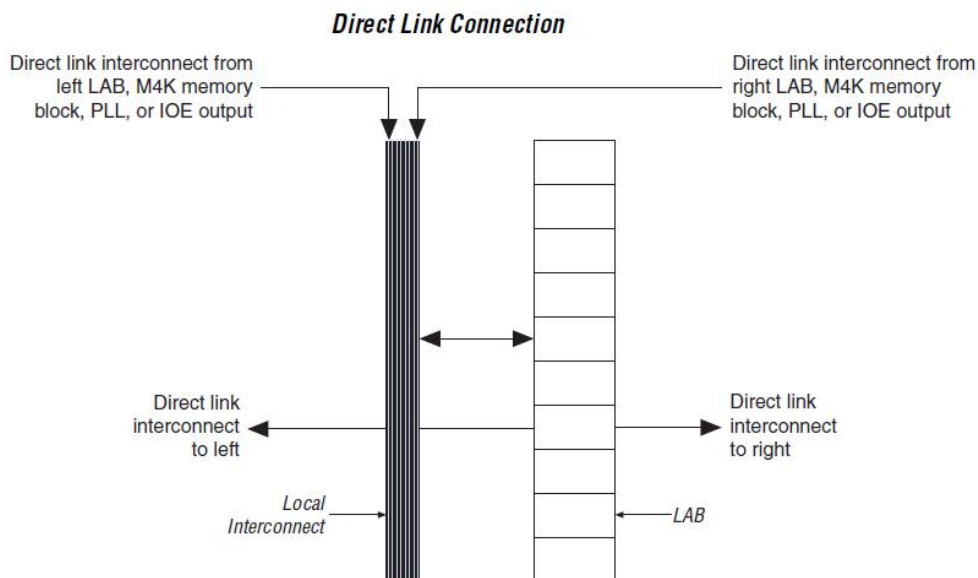 Direct Link Connection
Direct link interconnect from
left LAB, M4K memory
block, PLL, or IOE output
Direct link interconnect from
right LAB, M4K memory
block, PLL, or IOE output
Direct link
interconnect
to left
Direct link
interconnect
to right
Local
Interconnect
LAB